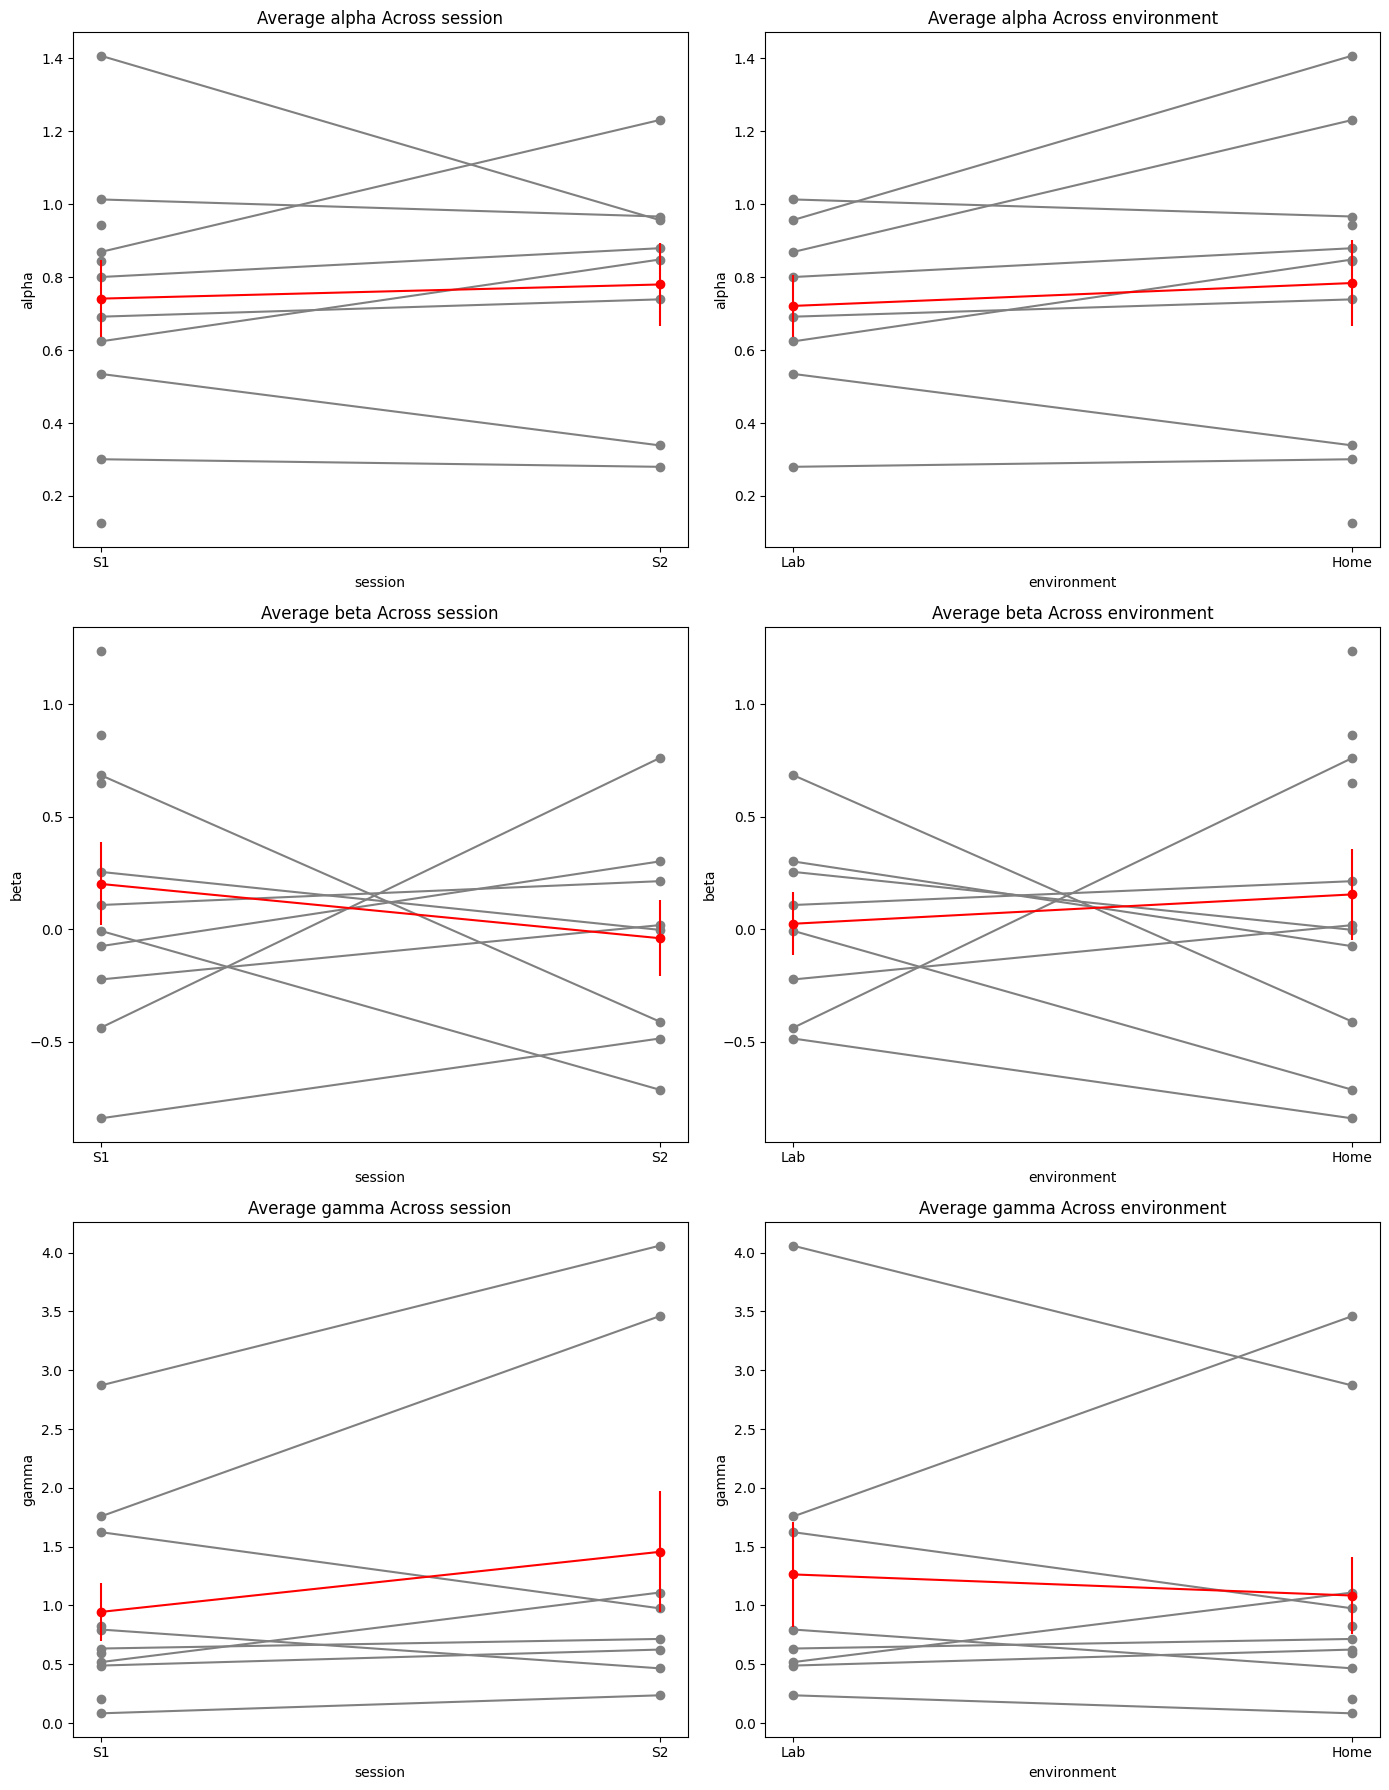 Average alpha Across session
1.4
1.2
1.0
0.8
0.6
0.4
0.2
alpha
S1
S2
session
Average alpha Across environment
1.4
1.2
1.0
0.8
0.6
0.4
0.2
alpha
Lab
Home
environment
Average beta Across session
1.0
0.5
0.0
−0.5
beta
S1
S2
session
Average beta Across environment
1.0
0.5
0.0
−0.5
beta
Lab
Home
environment
Average gamma Across session
4.0
3.5
3.0
2.5
2.0
1.5
1.0
0.5
0.0
gamma
S1
S2
session
Average gamma Across environment
4.0
3.5
3.0
2.5
2.0
1.5
1.0
0.5
0.0
gamma
Lab
Home
environment